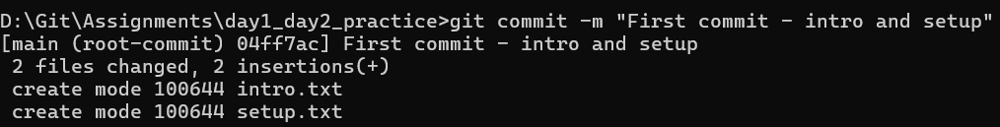 D:\Git\Assignments\day1_day2_practice>git commit -m "First commit - intro and setup"
[main (root-commit) 04ff7ac] First commit - intro and setup
 2 files changed, 2 insertions(+)
 create mode 100644 intro.txt
 create mode 100644 setup.txt